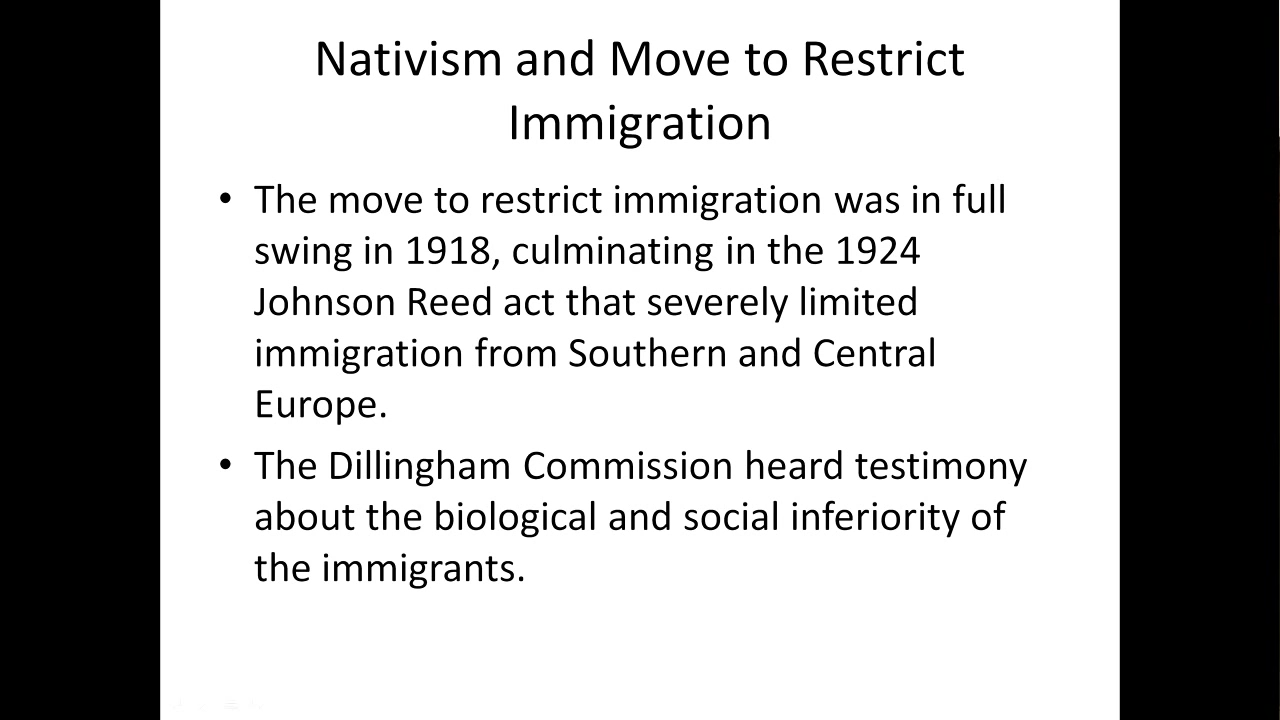 Nativism and Move to Restrict
Immigration
• The move to restrict immigration was in full
swing in 1918, culminating in the 1924
Johnson Reed act that severely limited
immigration from Southern and Central
Europe.
• The Dillingham Commission heard testimony
about the biological and social inferiority of
the immigrants.